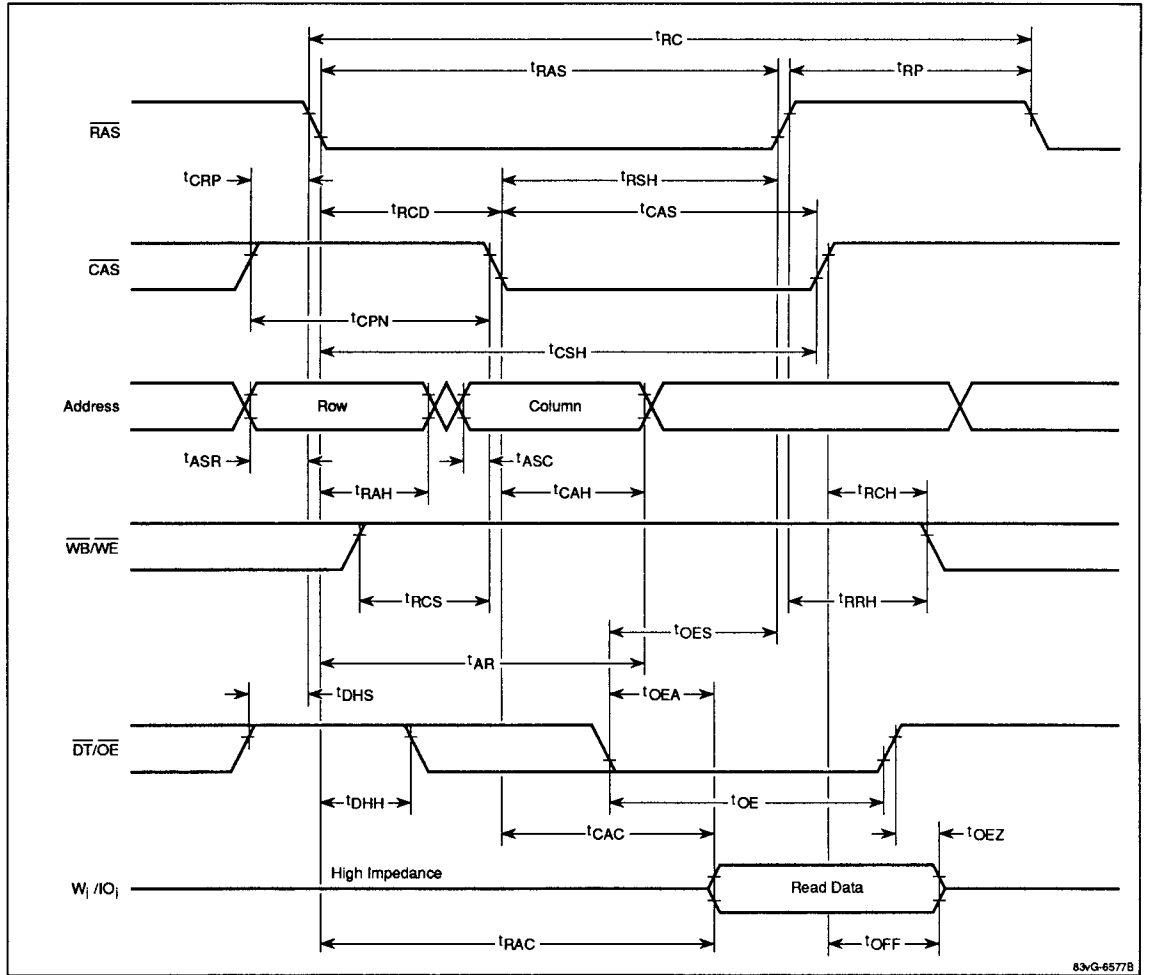 tRC
tRAS
tRP
RAS
tCRP
tRSH
tRCD
tCAS
CAS
tCPN
tCSH
Address
Row
Column
tASR
tASC
tRAH
tCAH
tRCH
WB/WE
tRCS
tRRH
tOES
tAR
tDHS
tOEA
DT/OE
tDHH
tOE
tCAC
tOEZ
High Impedance
Wj /IOj
Read Data
tRAC
tOFF
83vG-6577B